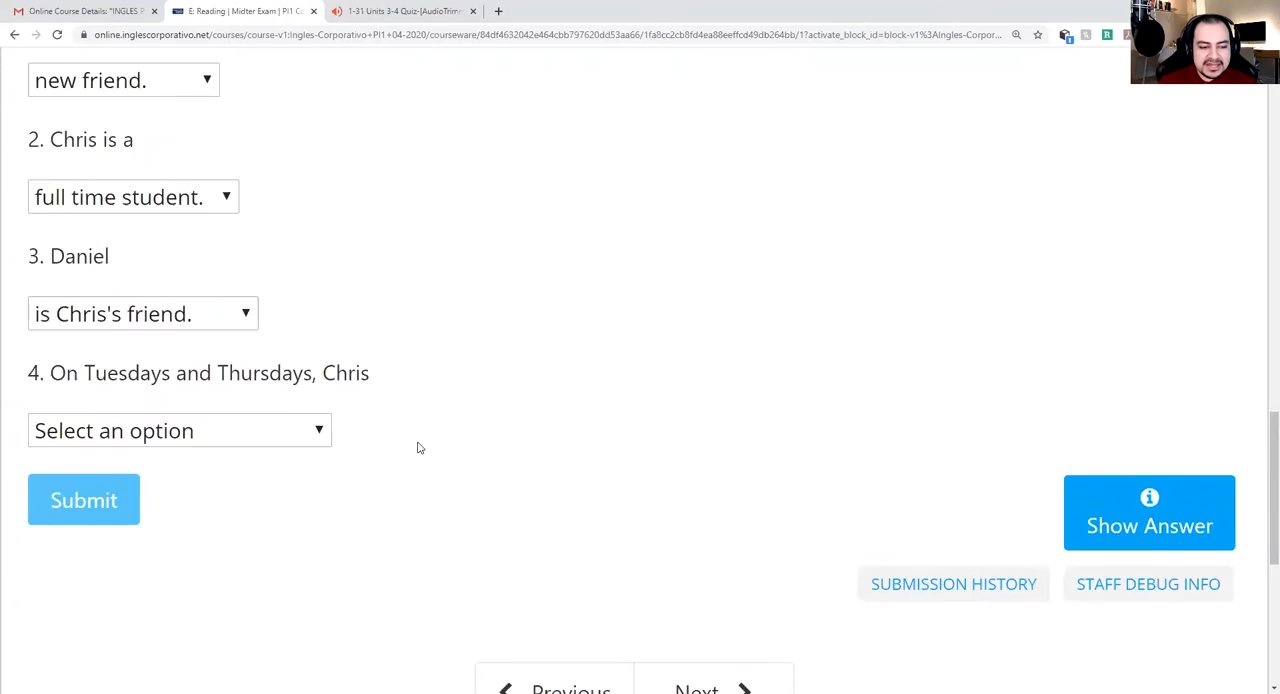 Online Course Details: "INGLES P
E: Reading | Midter Exam | PI1 Co
1-31 Units 3-4 Quiz-[AudioTrim
online.inglescorporativo.net/courses/course-v1:Ingles-Corporativo+PI1+04-2020/courseware/84df4632042e464cbb797620dd53aa66/1fa8cc2cb8fd4ea88eeffcd49db264bb/1?activate_block_id=block-v1%3AIngles-Corpor...
new friend.
2. Chris is a
full time student.
3. Daniel
is Chris's friend.
4. On Tuesdays and Thursdays, Chris
Select an option
Submit
Show Answer
SUBMISSION HISTORY
STAFF DEBUG INFO
Previous
Next